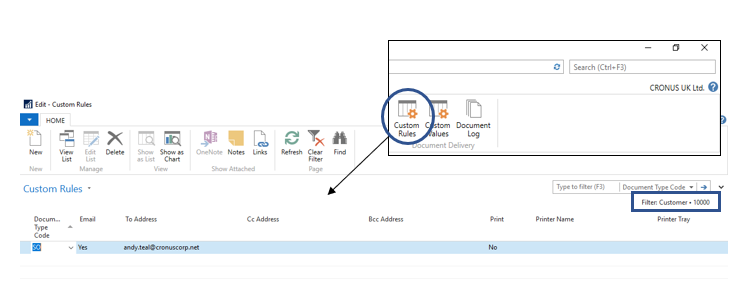 Search (Ctrl+F3)
CRONUS UK Ltd.
Custom Rules
Custom Values
Document Log
Document Delivery
Edit - Custom Rules
HOME
New
View List
Edit List
Delete
Show as List
Show as Chart
OneNote
Notes
Links
Refresh
Clear Filter
Find
New
Manage
View
Show Attached
Page
Custom Rules
Type to filter (F3)
Document Type Code
Filter: Customer • 10000
Docum... Type Code
Email
To Address
Cc Address
Bcc Address
Print
Printer Name
Printer Tray
SO
Yes
andy.teal@cronuscorp.net
No